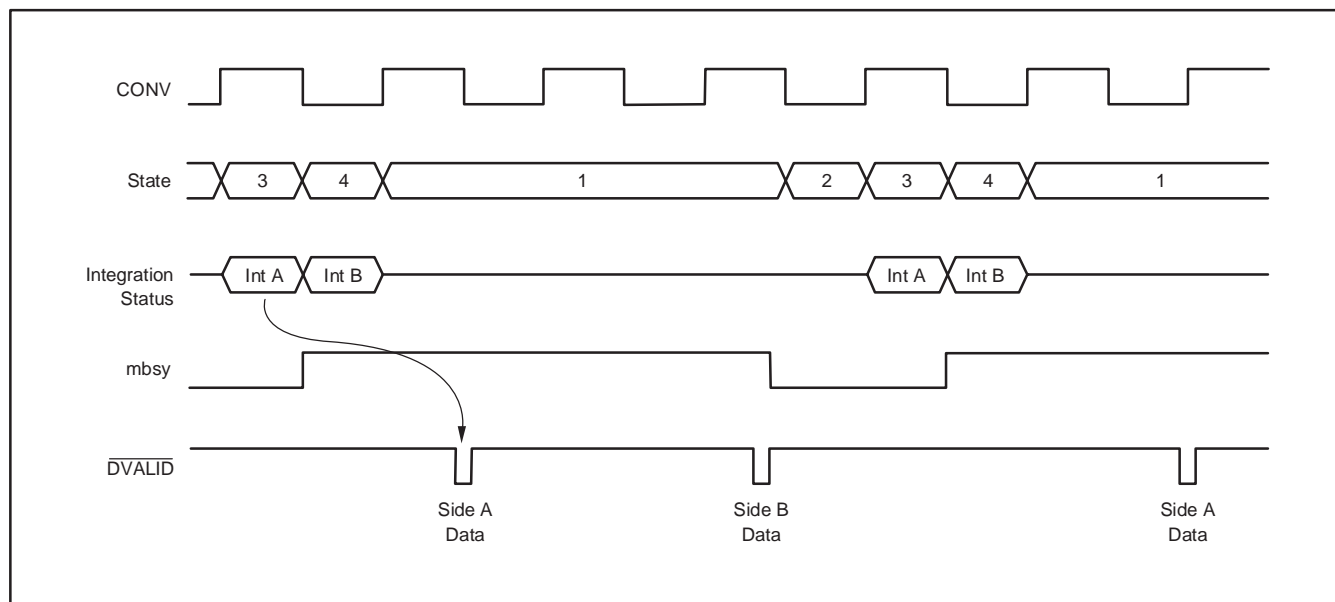 CONV
State
3
4
1
2
3
4
1
Integration
Status
Int A
Int B
Int A
Int B
mbsy
DVALID
Side A
Data
Side B
Data
Side A
Data